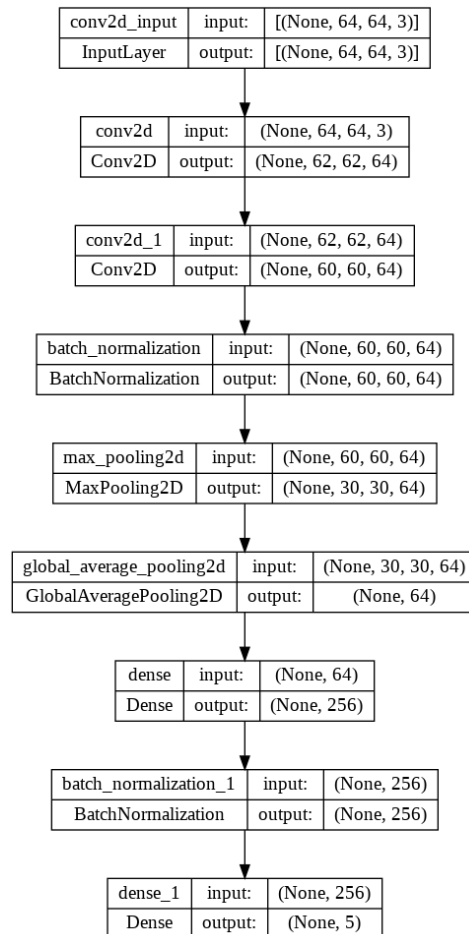 conv2d_input input: [(None, 64, 64, 3)]
InputLayer output: [(None, 64, 64, 3)]
conv2d input: (None, 64, 64, 3)
Conv2D output: (None, 62, 62, 64)
conv2d_1 input: (None, 62, 62, 64)
Conv2D output: (None, 60, 60, 64)
batch_normalization input: (None, 60, 60, 64)
BatchNormalization output: (None, 60, 60, 64)
max_pooling2d input: (None, 60, 60, 64)
MaxPooling2D output: (None, 30, 30, 64)
global_average_pooling2d input: (None, 30, 30, 64)
GlobalAveragePooling2D output: (None, 64)
dense input: (None, 64)
Dense output: (None, 256)
batch_normalization_1 input: (None, 256)
BatchNormalization output: (None, 256)
dense_1 input: (None, 256)
Dense output: (None, 5)